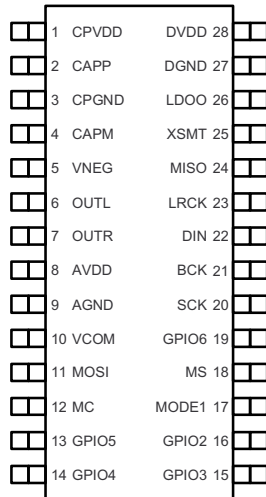 1 CPVDD DVDD 28
2 CAPP DGND 27
3 CPGND LDOO 26
4 CAPM XSMT 25
5 VNEG MISO 24
6 OUTL LRCK 23
7 OUTR DIN 22
8 AVDD BCK 21
9 AGND SCK 20
10 VCOM GPIO6 19
11 MOSI MS 18
12 MC MODE1 17
13 GPIO5 GPIO2 16
14 GPIO4 GPIO3 15